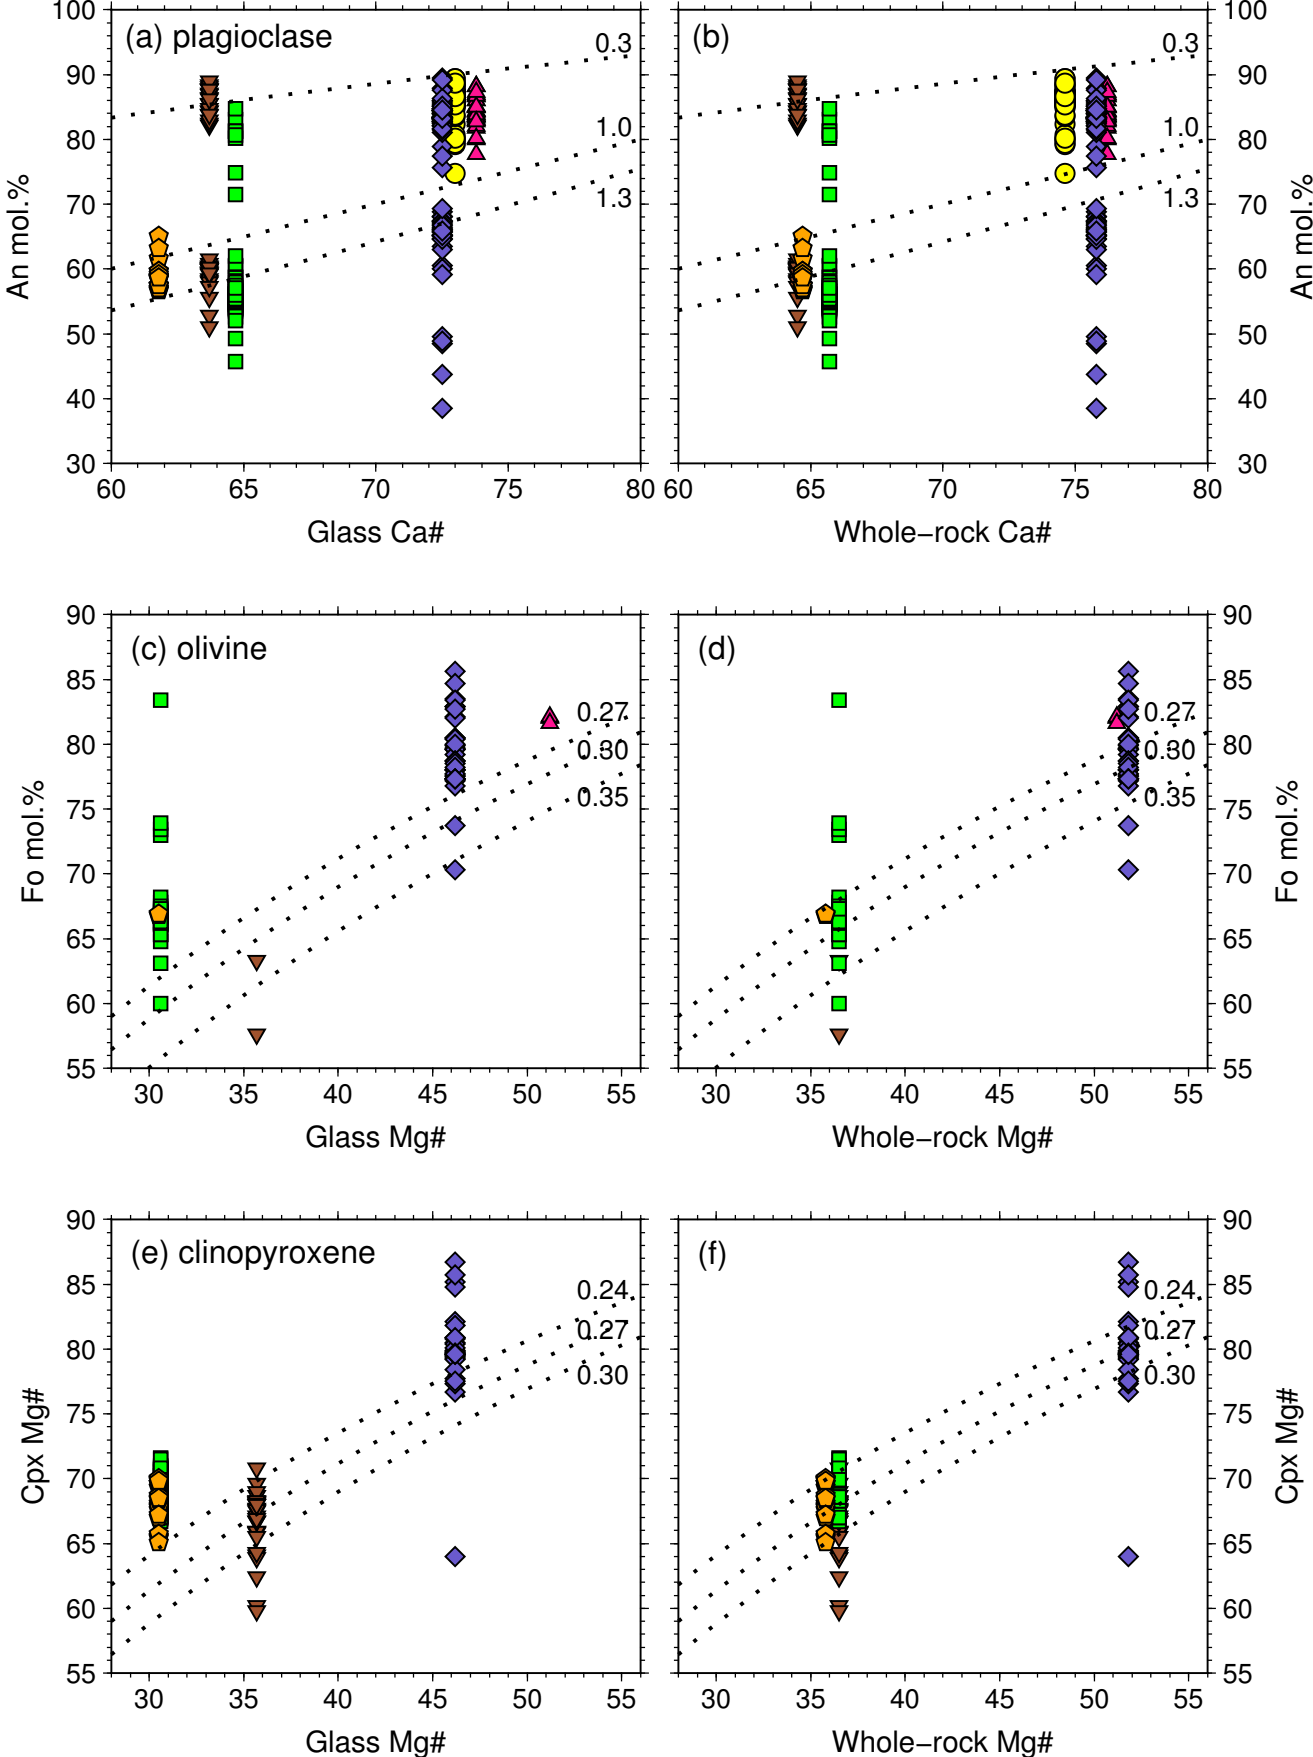 (a) plagioclase
(b)
100
90
80
70
60
50
40
30
An mol.%
0.3
1.0
1.3
0.3
1.0
1.3
100
90
80
70
60
50
40
30
An mol.%
60 65 70 75 80
60 65 70 75 80
Glass Ca#
Whole−rock Ca#
(c) olivine
(d)
90
85
80
75
70
65
60
55
Fo mol.%
0.27
0.30
0.35
0.27
0.30
0.35
90
85
80
75
70
65
60
55
Fo mol.%
30 35 40 45 50 55
30 35 40 45 50 55
Glass Mg#
Whole−rock Mg#
(e) clinopyroxene
(f)
90
85
80
75
70
65
60
55
Cpx Mg#
0.24
0.27
0.30
0.24
0.27
0.30
90
85
80
75
70
65
60
55
Cpx Mg#
30 35 40 45 50 55
30 35 40 45 50 55
Glass Mg#
Whole−rock Mg#